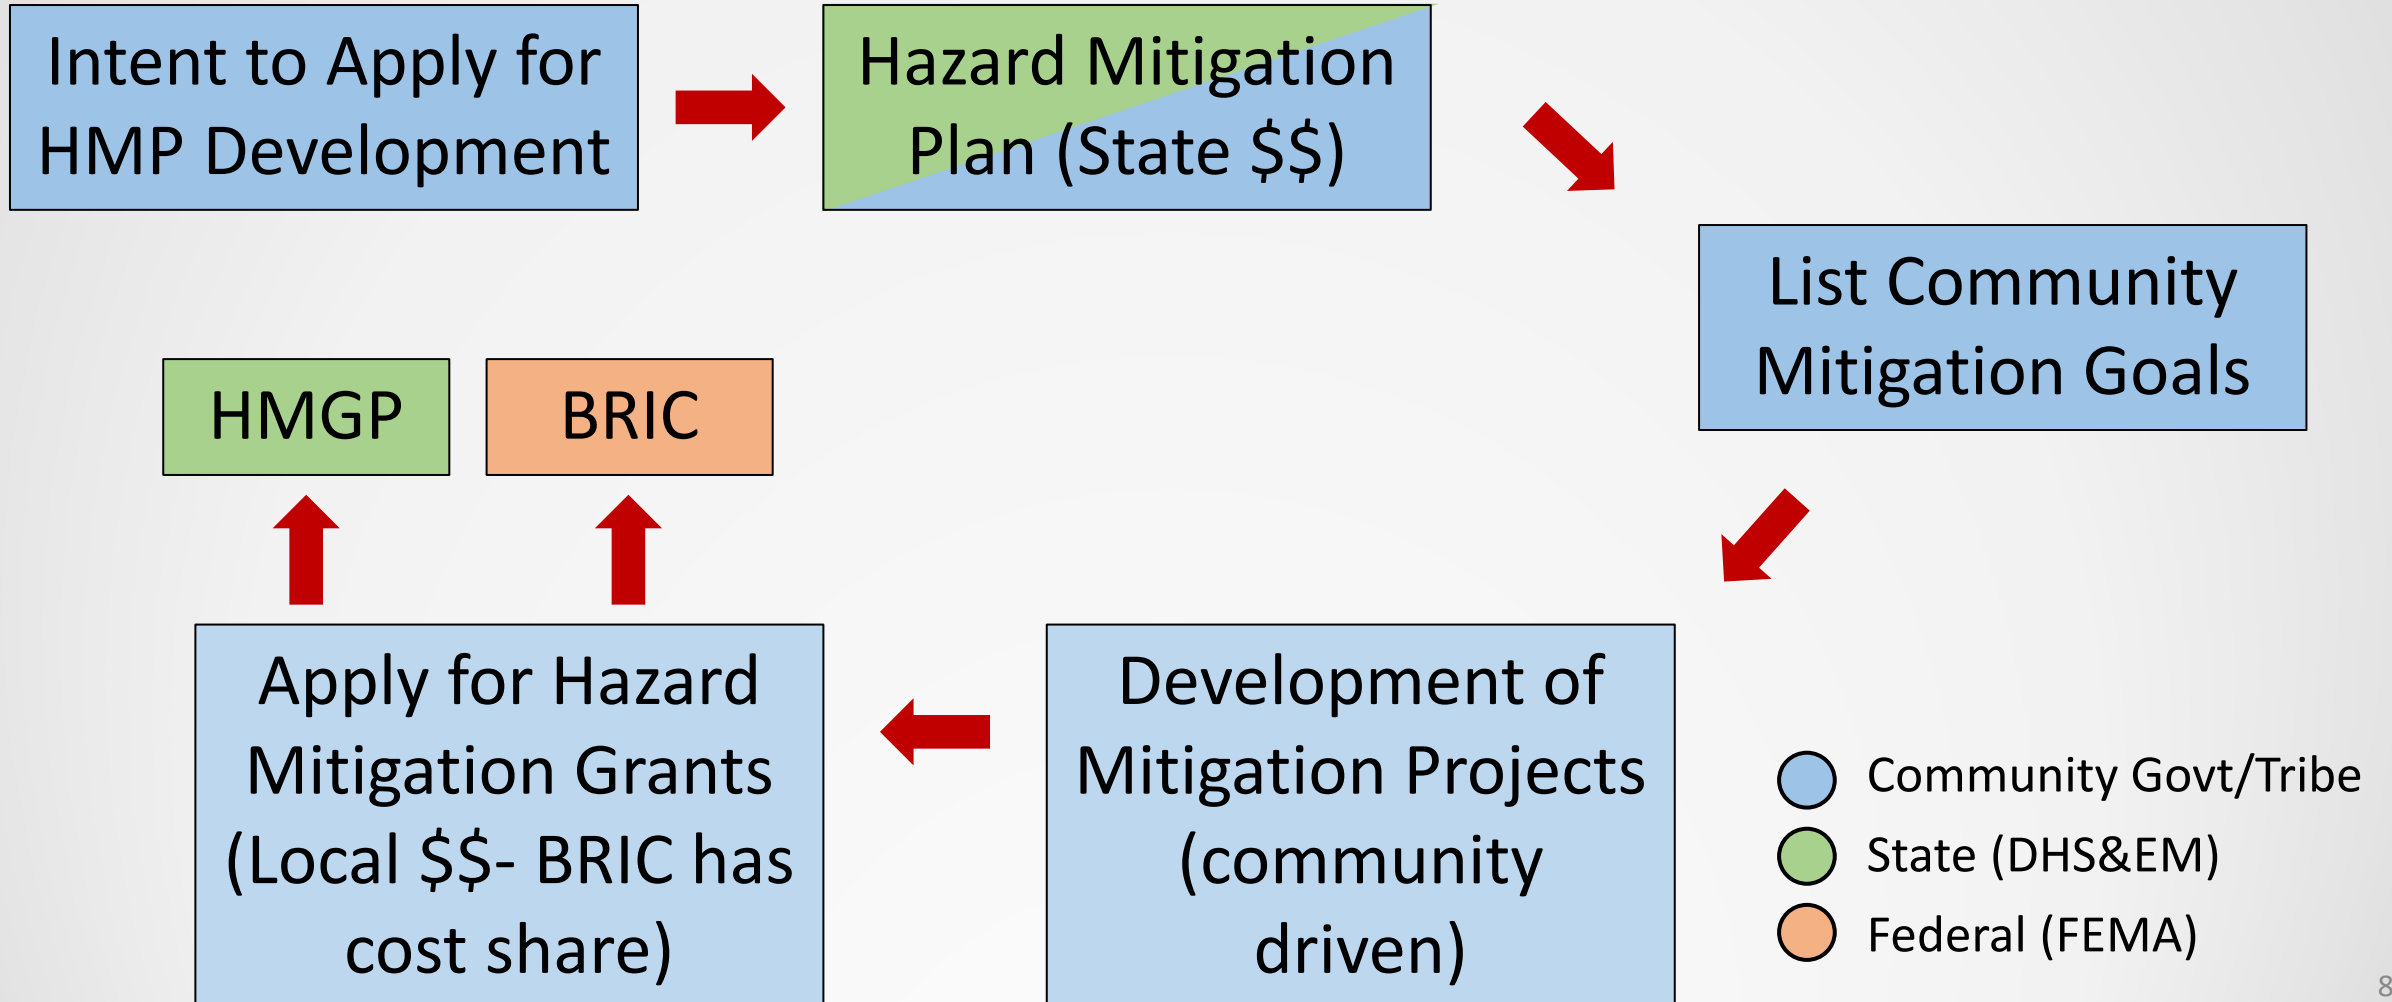 Intent to Apply for
HMP Development
Hazard Mitigation
Plan (State $$)
List Community
Mitigation Goals
HMGP
BRIC
Apply for Hazard
Mitigation Grants
(Local $$- BRIC has
cost share)
Development of
Mitigation Projects
(community
driven)
Community Govt/Tribe
State (DHS&EM)
Federal (FEMA)
8